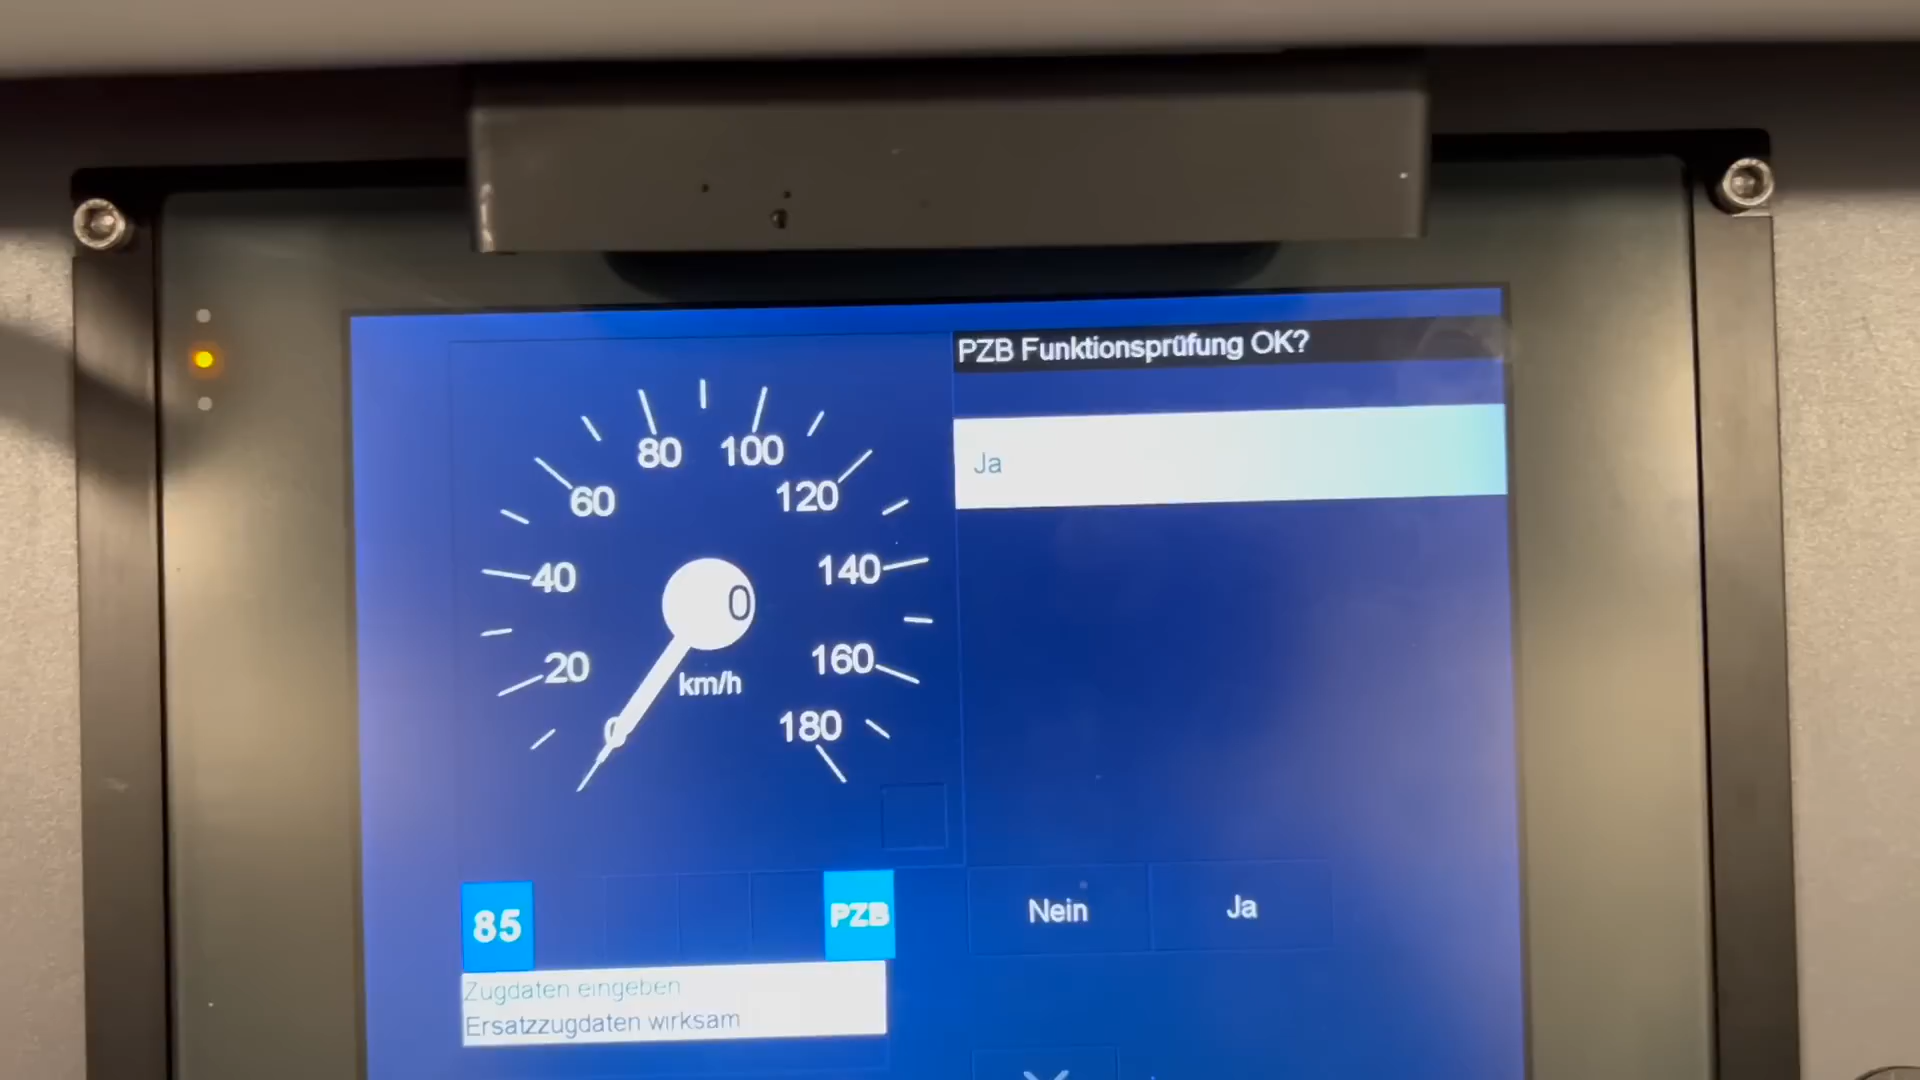 PZB Funktionsprüfung OK?
Ja
80 100
60 120
40 140
0
20 160
km/h
0 180
85 PZB
Nein Ja
Zugdaten eingeben
Ersatzzugdaten wirksam